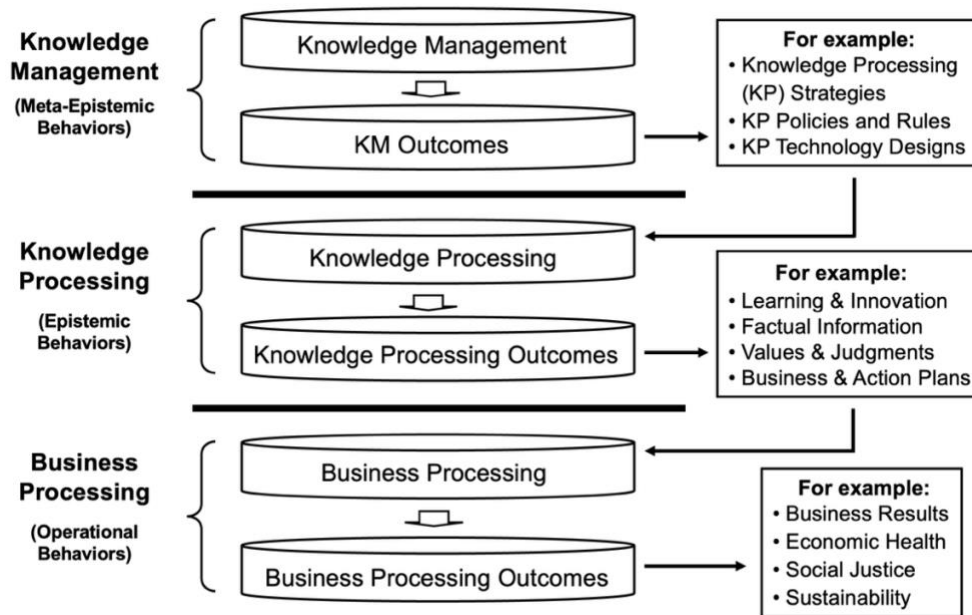 Knowledge
Management
(Meta-Epistemic
Behaviors)
Knowledge Management
KM Outcomes
For example:
• Knowledge Processing
(KP) Strategies
• KP Policies and Rules
• KP Technology Designs
Knowledge
Processing
(Epistemic
Behaviors)
Knowledge Processing
Knowledge Processing Outcomes
For example:
• Learning & Innovation
• Factual Information
• Values & Judgments
• Business & Action Plans
Business
Processing
(Operational
Behaviors)
Business Processing
Business Processing Outcomes
For example:
• Business Results
• Economic Health
• Social Justice
• Sustainability